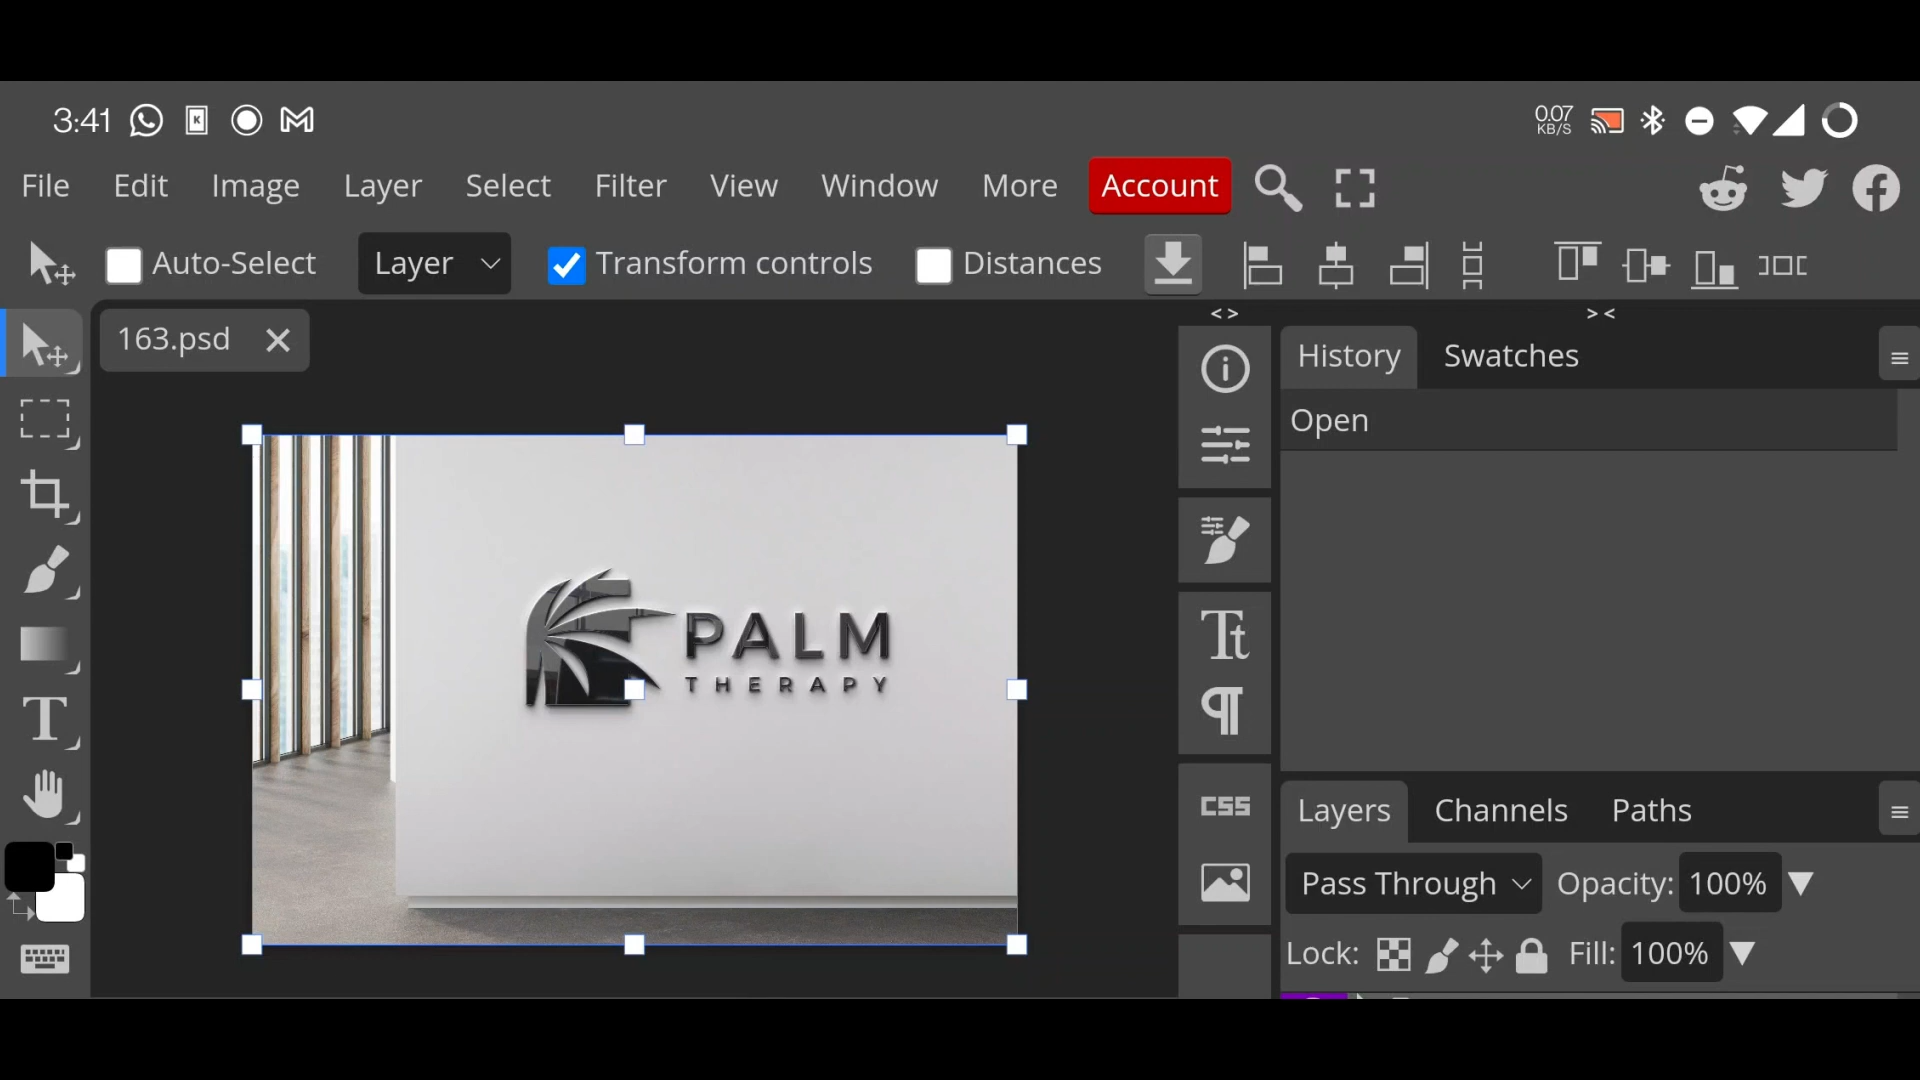 3:41
0.07
KB/S
File Edit Image Layer Select Filter View Window More Account
Auto-Select Layer Transform controls Distances
163.psd
< > > <
History Swatches
Open
PALM
THERAPY
Tt
CSS
T
Layers Channels Paths
Pass Through Opacity: 100%
Lock: Fill: 100%